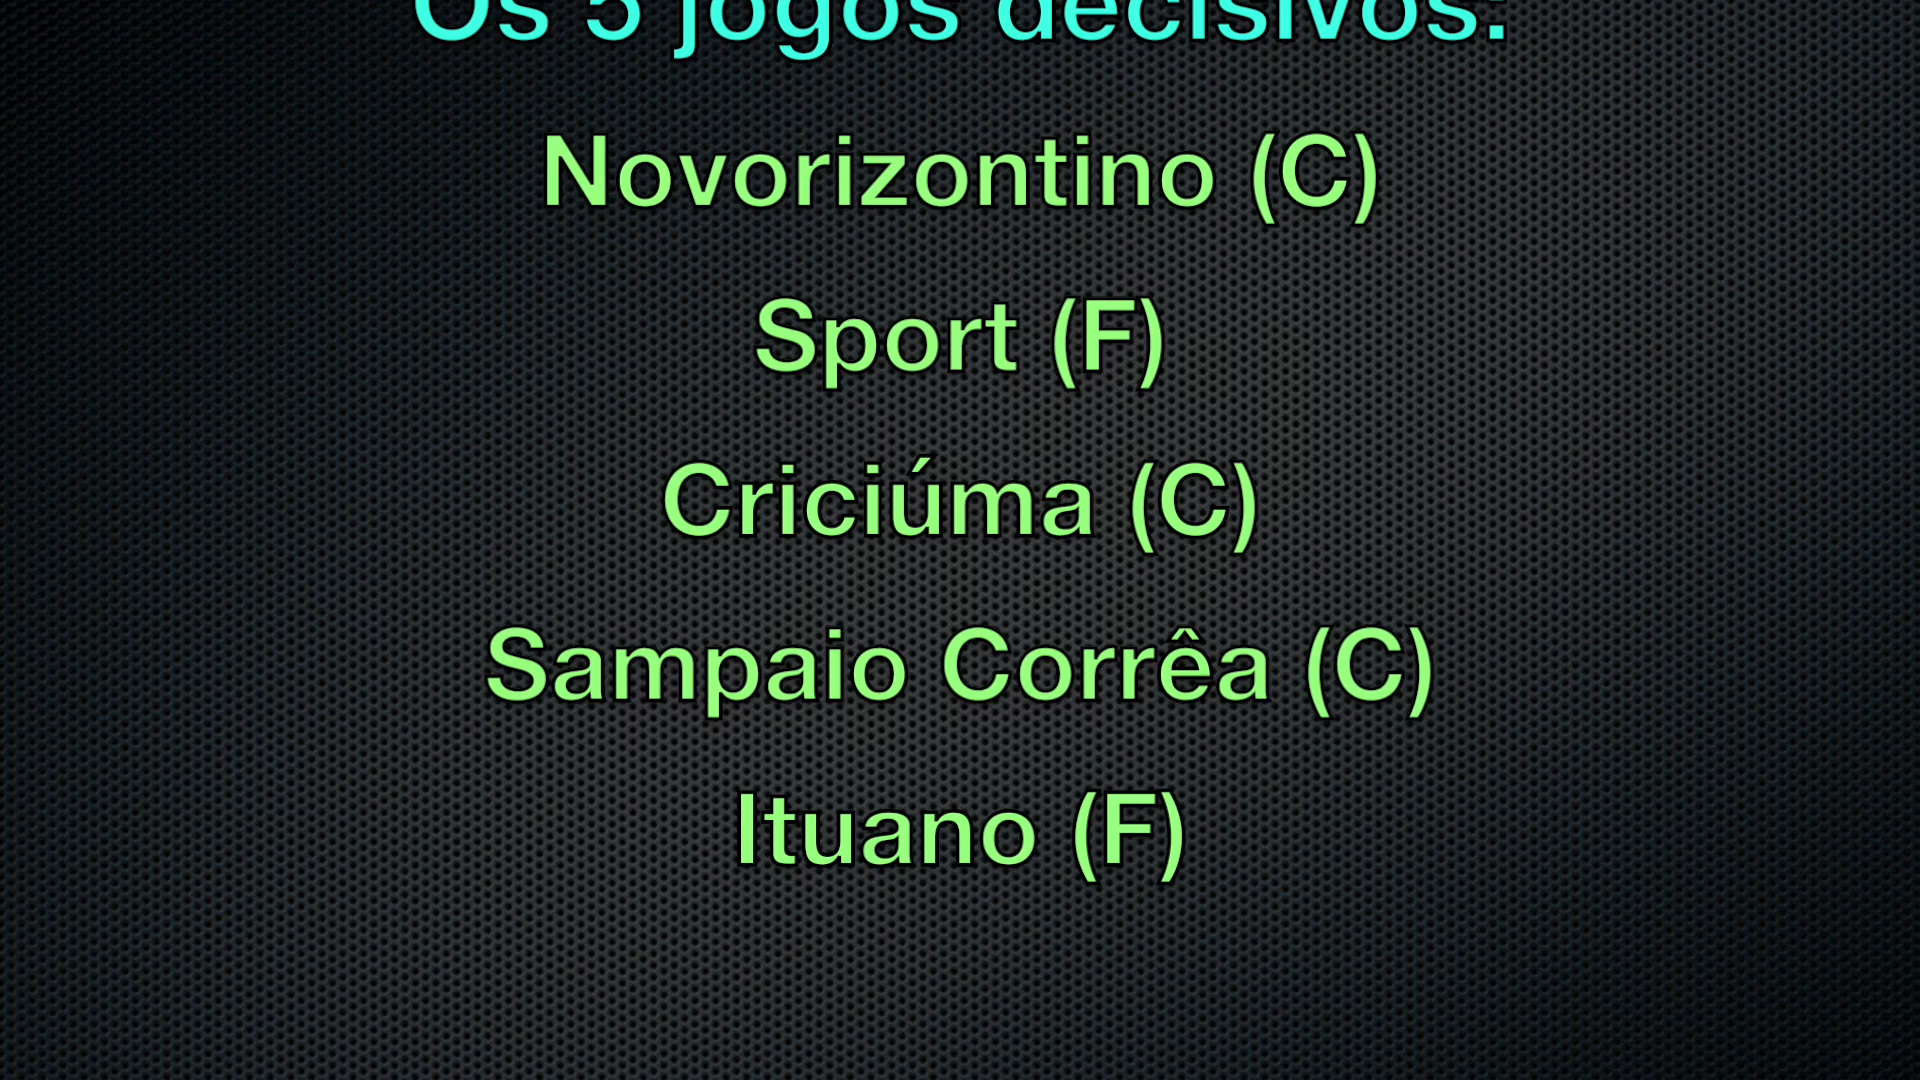 Os 5 jogos decisivos:
Novorizontino (C)
Sport (F)
Criciúma (C)
Sampaio Corrêa (C)
Ituano (F)